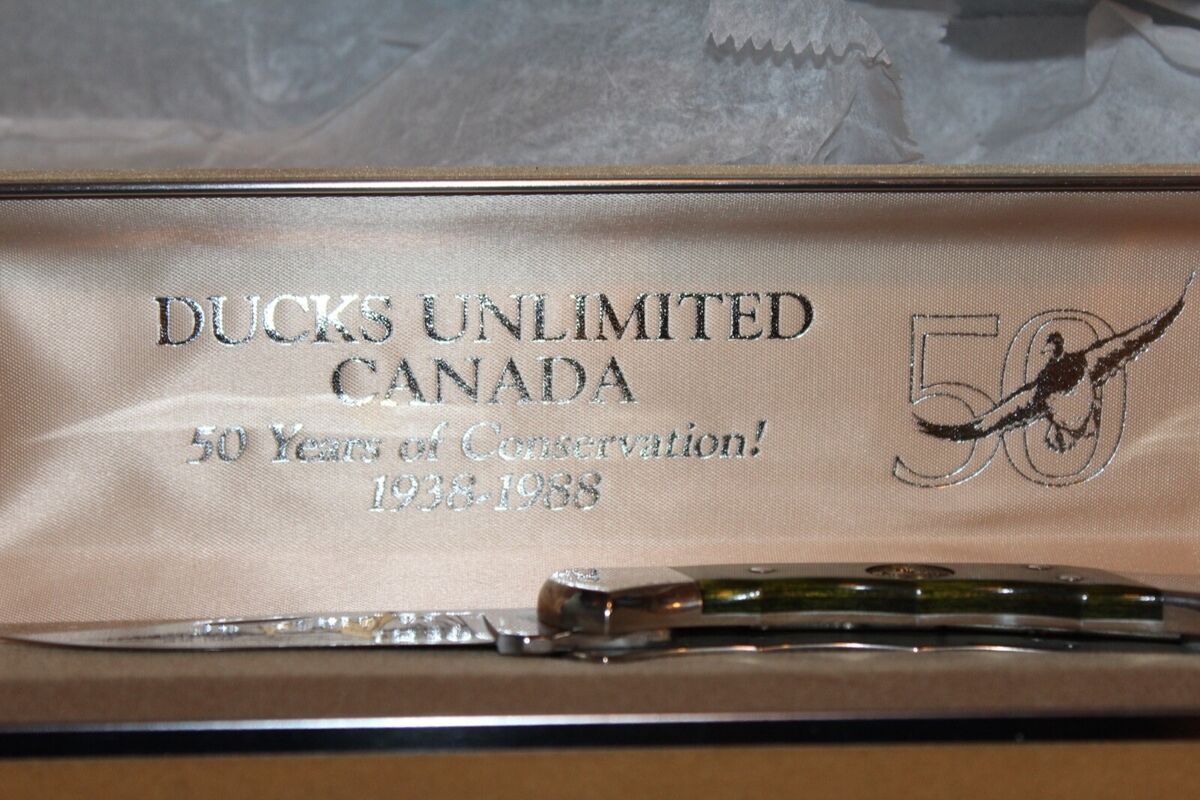 DUCKS UNLIMITED
CANADA
50 Years of Conservation!
1938-1988
50